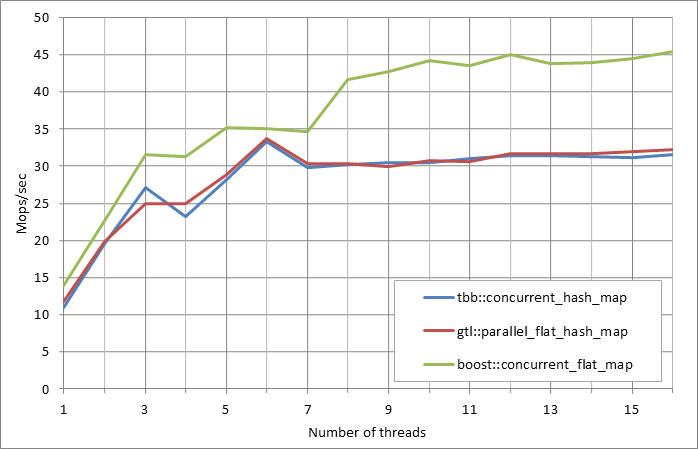 50
45
40
35
30
25
20
15
10
5
0
Mops/sec
tbb::concurrent_hash_map
gtl::parallel_flat_hash_map
boost::concurrent_flat_map
1 3 5 7 9 11 13 15
Number of threads